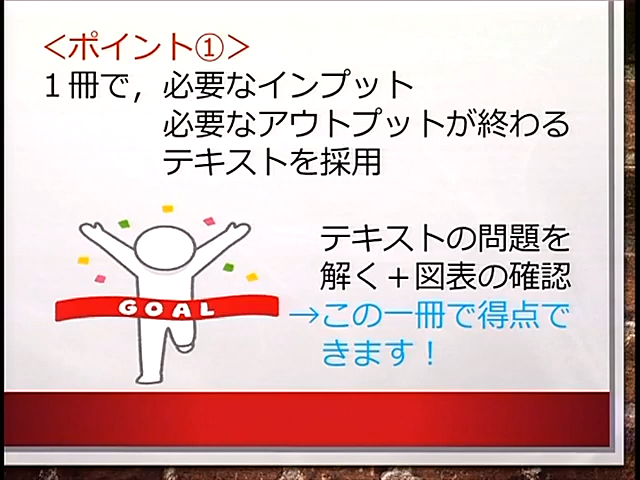 ＜ポイント①＞
１冊で，必要なインプット
必要なアウトプットが終わる
テキストを採用
テキストの問題を
解く＋図表の確認
→この一冊で得点で
きます！
GOAL